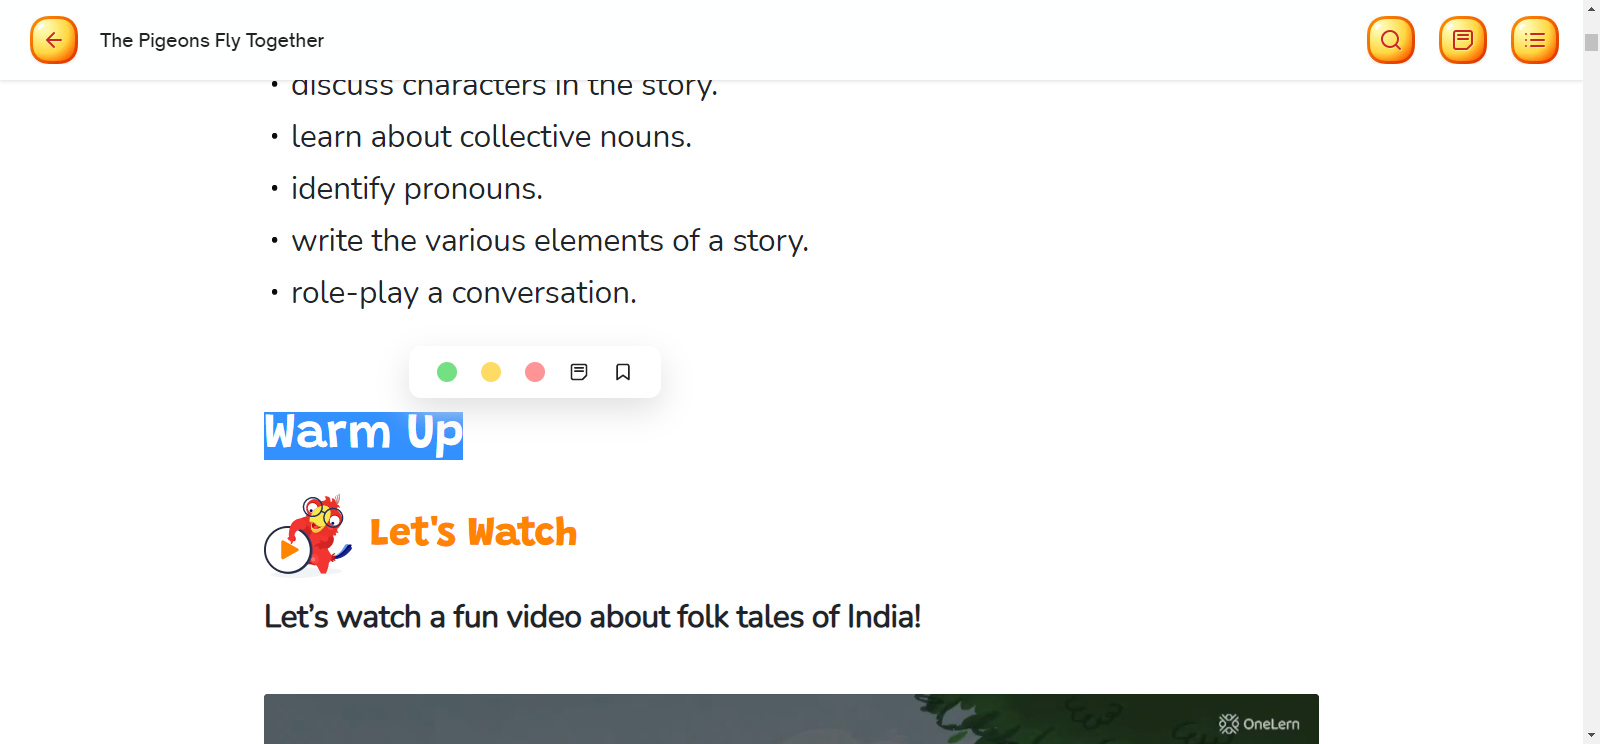 The Pigeons Fly Together
• discuss characters in the story.
• learn about collective nouns.
• identify pronouns.
• write the various elements of a story.
• role-play a conversation.
Warm Up
Let's Watch
Let’s watch a fun video about folk tales of India!
OneLern